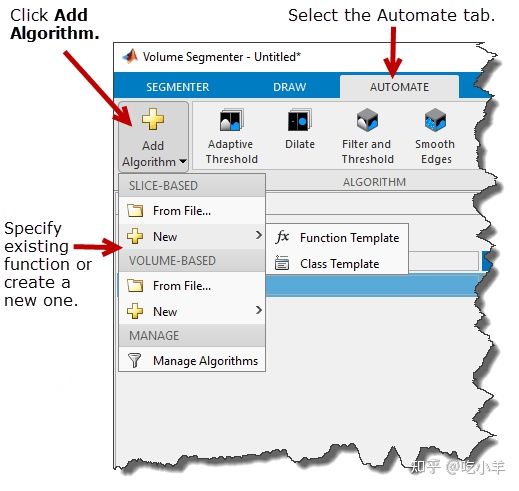 Click Add
Algorithm.
Select the Automate tab.
Volume Segmenter - Untitled*
SEGMENTER
DRAW
AUTOMATE
Add
Algorithm
Adaptive
Threshold
Dilate
Filter and
Threshold
Smooth
Edges
ALGORITHM
SLICE-BASED
From File...
New
fx Function Template
Class Template
Specify
existing
function or
create a
new one.
VOLUME-BASED
From File...
New
MANAGE
Manage Algorithms
知乎 @吃小羊